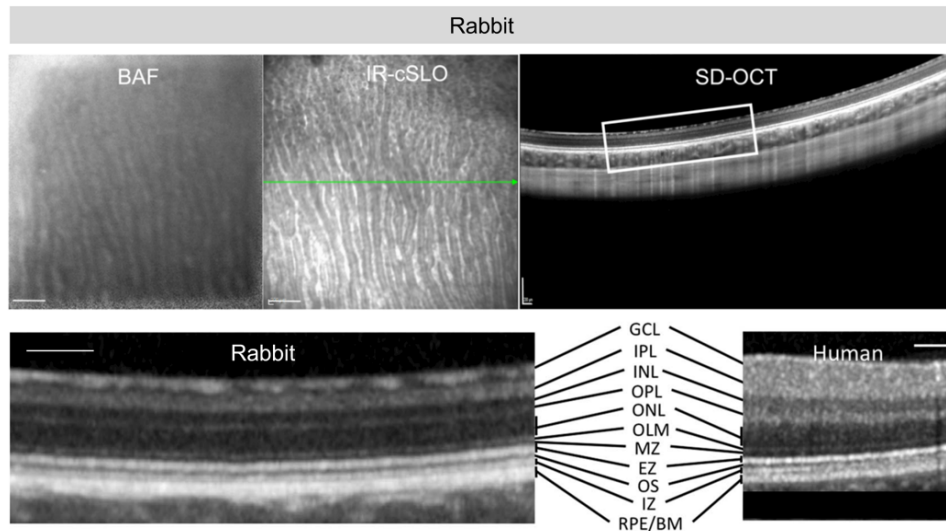 Rabbit
BAF
IR-cSLO
SD-OCT
Rabbit
GCL
IPL
INL
OPL
ONL
OLM
MZ
EZ
OS
IZ
RPE/BM
Human